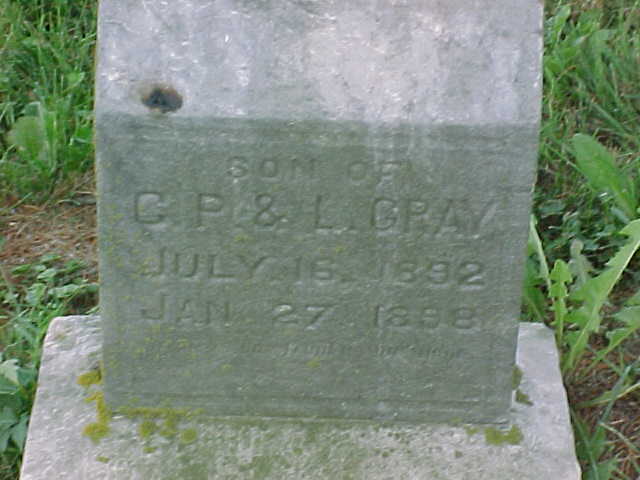 SON OF
C. P. & L. GRAY
JULY 16, 1892
JAN. 27, 1898